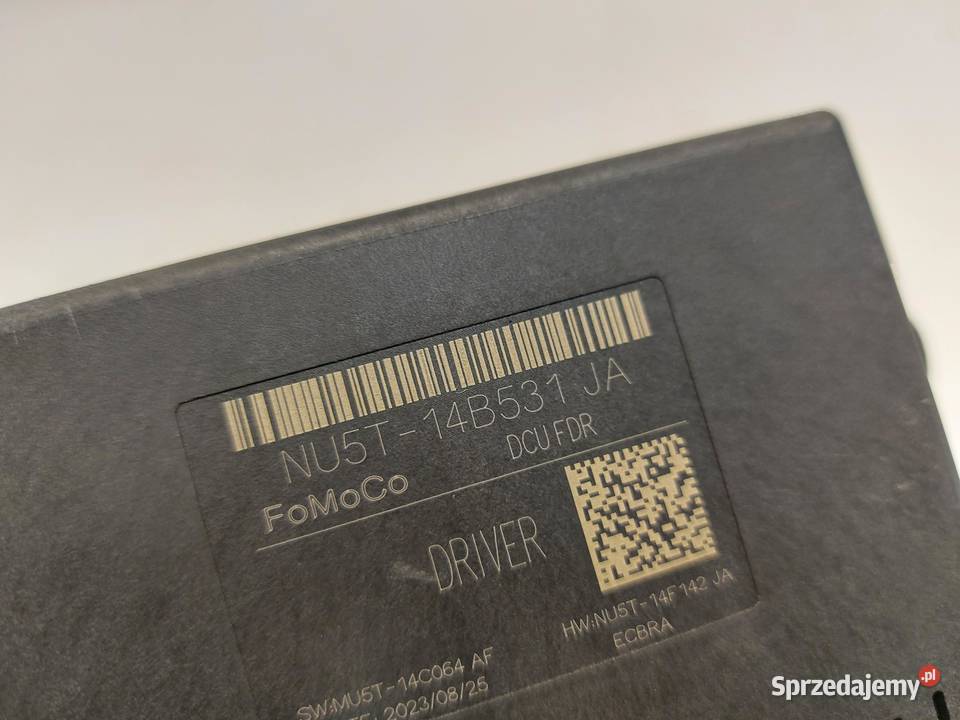 NU5T-14B531 JA
DCU FDR
FoMoCo
DRIVER
HW:NU5T-14F142 JA
ECBRA
SW:MU5T-14C064 AF
: 2023/08/25
Sprzedajemy.pl